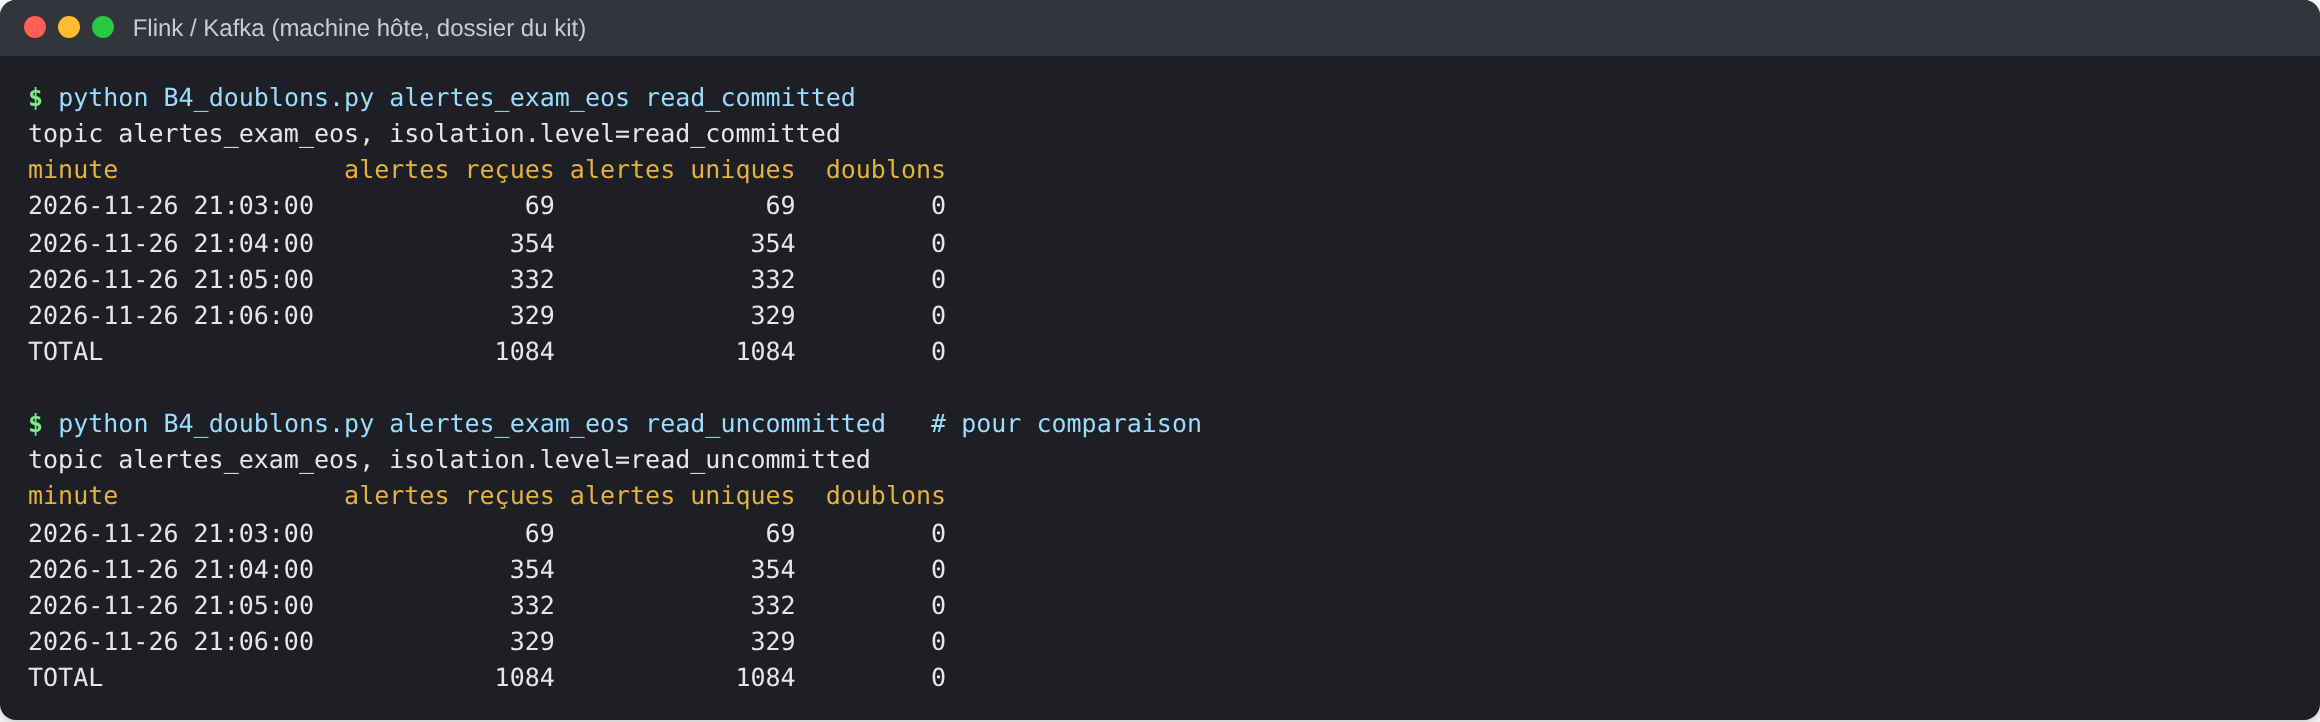 Flink / Kafka (machine hôte, dossier du kit)
$ python B4_doublons.py alertes_exam_eos read_committed
topic alertes_exam_eos, isolation.level=read_committed
minute               alertes reçues alertes uniques  doublons
2026-11-26 21:03:00              69              69         0
2026-11-26 21:04:00             354             354         0
2026-11-26 21:05:00             332             332         0
2026-11-26 21:06:00             329             329         0
TOTAL                          1084            1084         0
$ python B4_doublons.py alertes_exam_eos read_uncommitted   # pour comparaison
topic alertes_exam_eos, isolation.level=read_uncommitted
minute               alertes reçues alertes uniques  doublons
2026-11-26 21:03:00              69              69         0
2026-11-26 21:04:00             354             354         0
2026-11-26 21:05:00             332             332         0
2026-11-26 21:06:00             329             329         0
TOTAL                          1084            1084         0